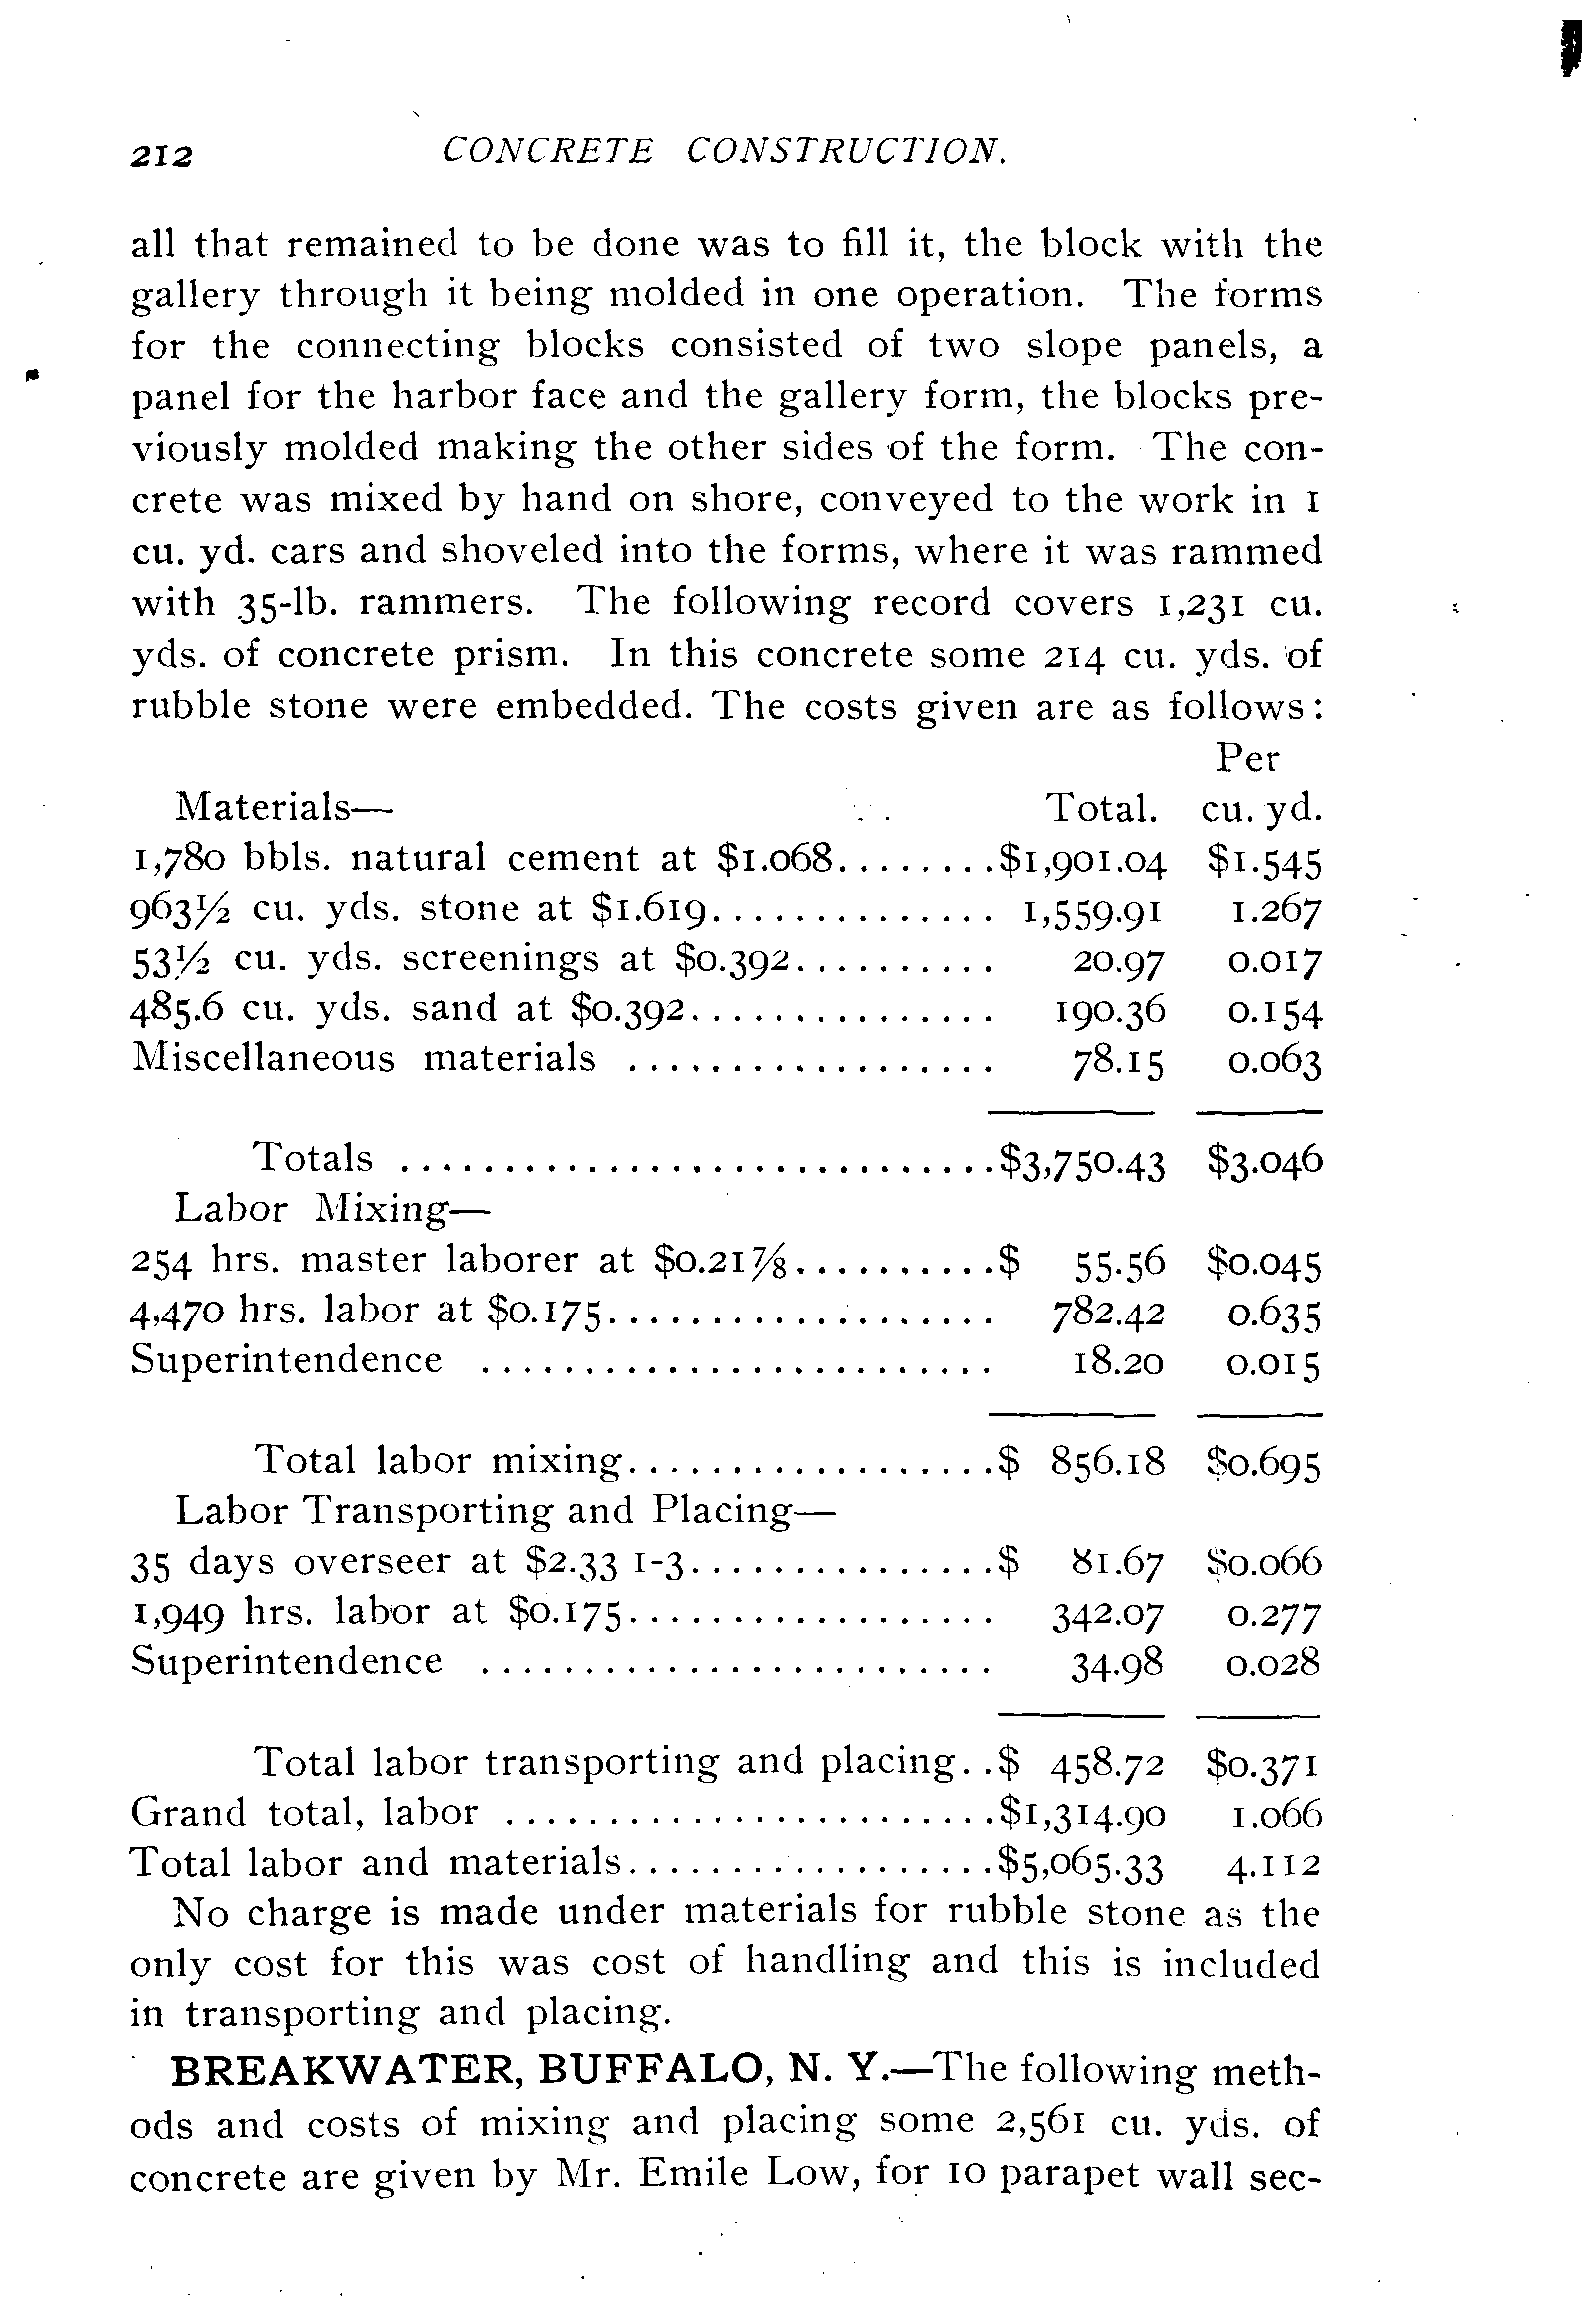 212 CONCRETE CONSTRUCTION.
all that remained to be done was to fill it, the block with the
gallery through it being molded in one operation. The forms
for the connecting blocks consisted of two slope panels, a
panel for the harbor face and the gallery form, the blocks pre-
viously molded making the other sides of the form. The con-
crete was mixed by hand on shore, conveyed to the work in 1
cu. yd. cars and shoveled into the forms, where it was rammed
with 35-lb. rammers. The following record covers 1,231 cu.
yds. of concrete prism. In this concrete some 214 cu. yds. of
rubble stone were embedded. The costs given are as follows:
Per
Materials— Total. cu. yd.
1,780 bbls. natural cement at $1.068........$1,901.04 $1.545
963½ cu. yds. stone at $1.619.............. 1,559.91 1.267
53½ cu. yds. screenings at $0.392.......... 20.97 0.017
485.6 cu. yds. sand at $0.392............... 190.36 0.154
Miscellaneous materials .................. 78.15 0.063
Totals .............................$3,750.43 $3.046
Labor Mixing—
254 hrs. master laborer at $0.21⅞..........$ 55.56 $0.045
4,470 hrs. labor at $0.175................... 782.42 0.635
Superintendence ......................... 18.20 0.015
Total labor mixing..................$ 856.18 $0.695
Labor Transporting and Placing—
35 days overseer at $2.33 1-3...............$ 81.67 $0.066
1,949 hrs. labor at $0.175.................. 342.07 0.277
Superintendence ......................... 34.98 0.028
Total labor transporting and placing..$ 458.72 $0.371
Grand total, labor ........................$1,314.90 1.066
Total labor and materials..................$5,065.33 4.112
No charge is made under materials for rubble stone as the
only cost for this was cost of handling and this is included
in transporting and placing.
BREAKWATER, BUFFALO, N. Y.—The following meth-
ods and costs of mixing and placing some 2,561 cu. yds. of
concrete are given by Mr. Emile Low, for 10 parapet wall sec-